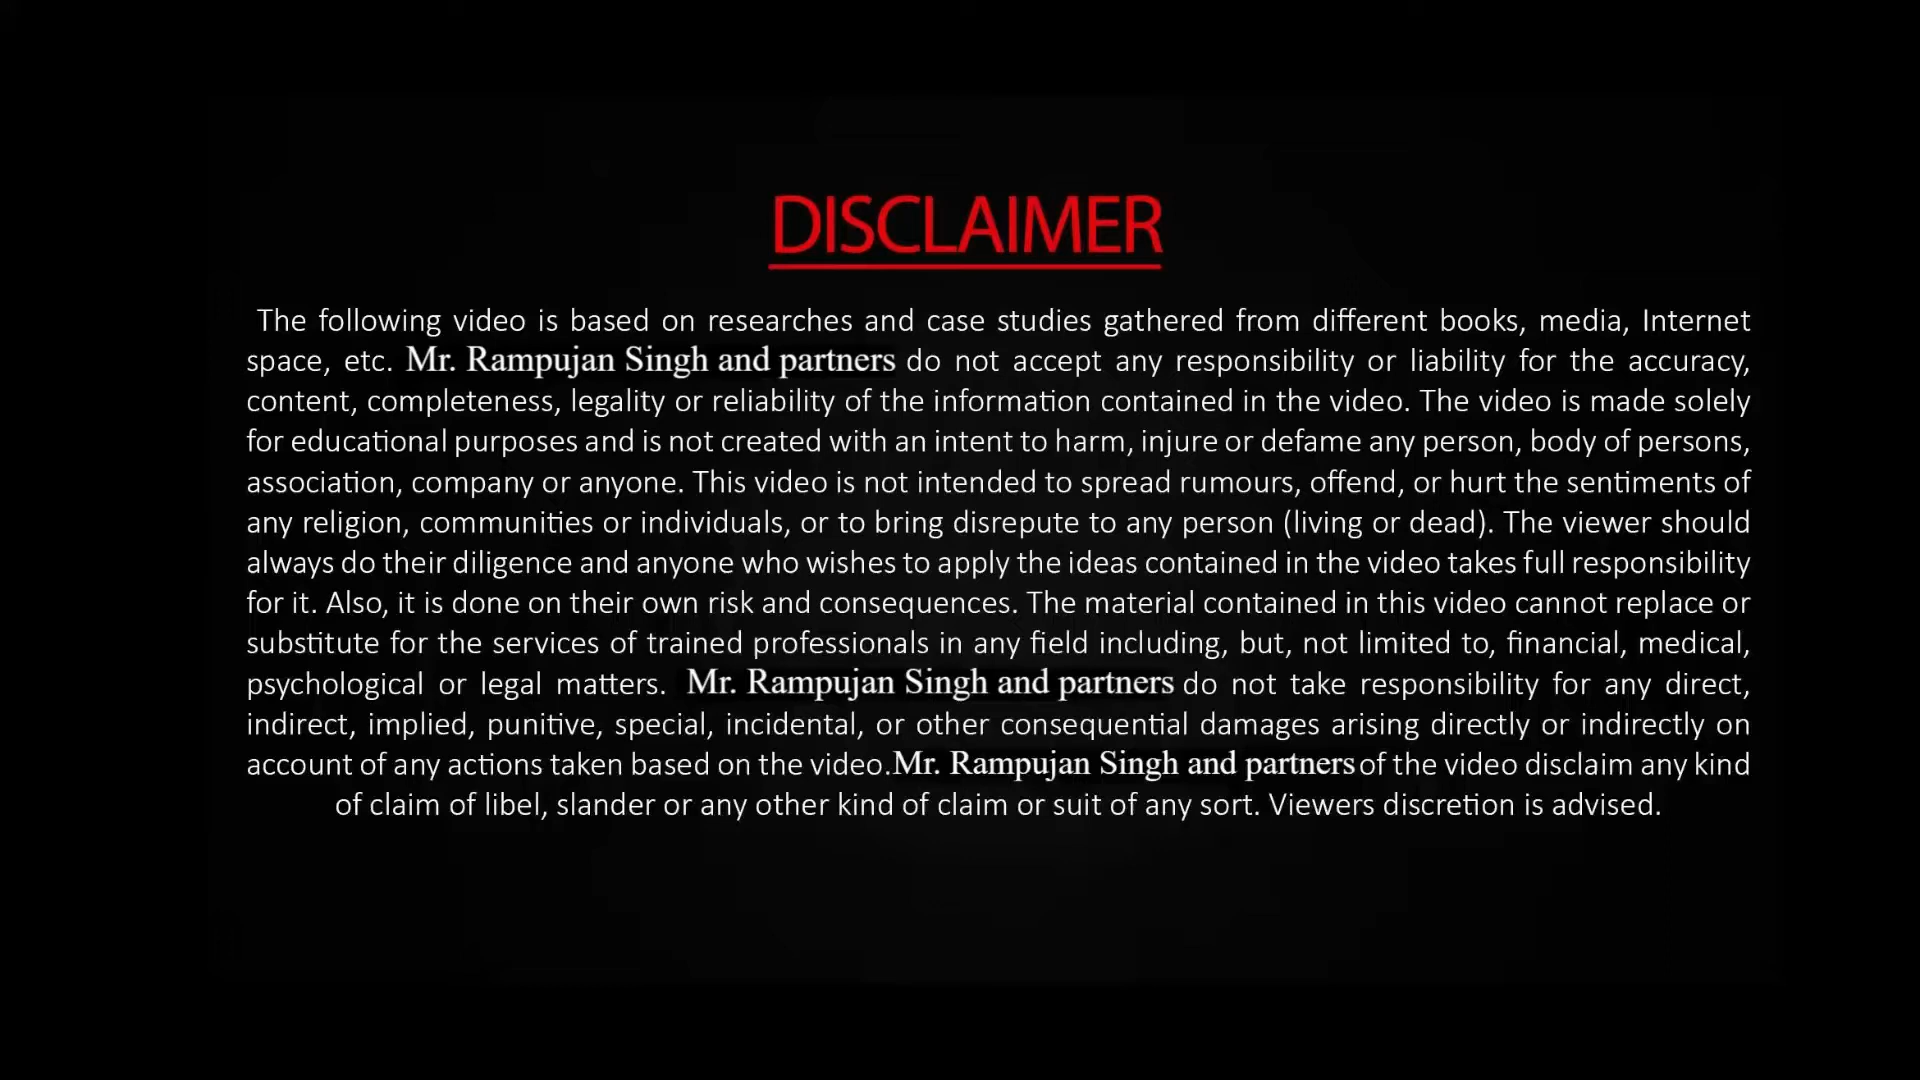 DISCLAIMER
The following video is based on researches and case studies gathered from different books, media, Internet
space, etc. Mr. Rampujan Singh and partners do not accept any responsibility or liability for the accuracy,
content, completeness, legality or reliability of the information contained in the video. The video is made solely
for educational purposes and is not created with an intent to harm, injure or defame any person, body of persons,
association, company or anyone. This video is not intended to spread rumours, offend, or hurt the sentiments of
any religion, communities or individuals, or to bring disrepute to any person (living or dead). The viewer should
always do their diligence and anyone who wishes to apply the ideas contained in the video takes full responsibility
for it. Also, it is done on their own risk and consequences. The material contained in this video cannot replace or
substitute for the services of trained professionals in any field including, but, not limited to, financial, medical,
psychological or legal matters. Mr. Rampujan Singh and partners do not take responsibility for any direct,
indirect, implied, punitive, special, incidental, or other consequential damages arising directly or indirectly on
account of any actions taken based on the video.Mr. Rampujan Singh and partners of the video disclaim any kind
of claim of libel, slander or any other kind of claim or suit of any sort. Viewers discretion is advised.